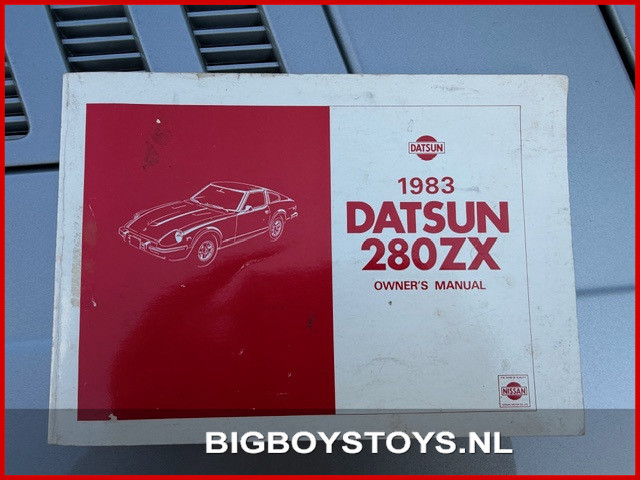 DATSUN
1983
DATSUN
280ZX
OWNER'S MANUAL
NISSAN
BIGBOYSTOYS.NL